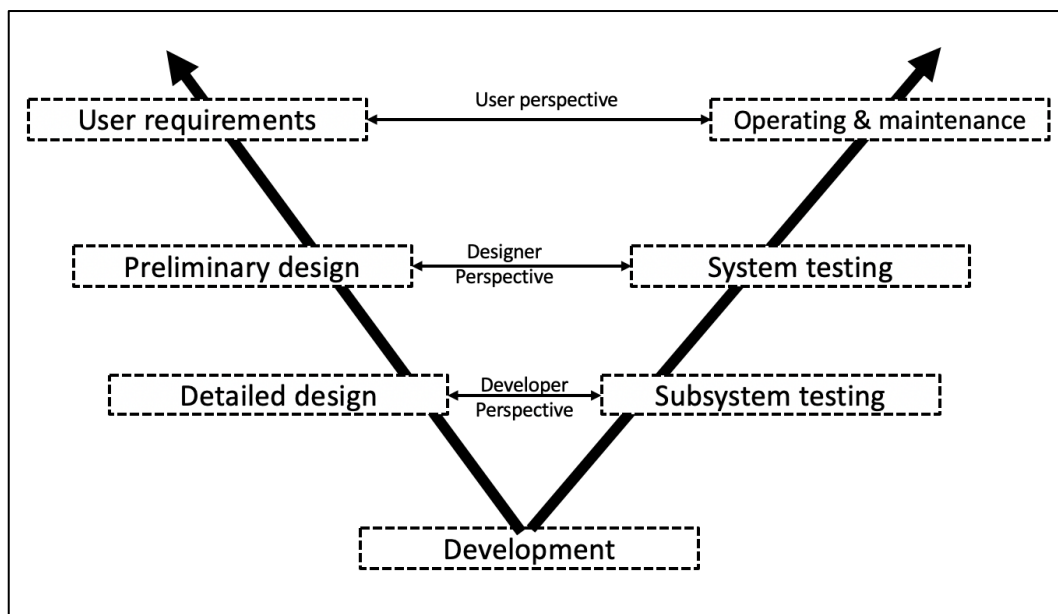 User requirements
User perspective
Operating & maintenance
Preliminary design
Designer
Perspective
System testing
Detailed design
Developer
Perspective
Subsystem testing
Development